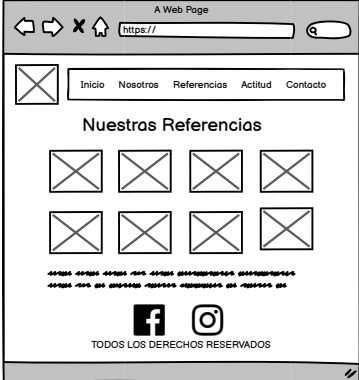 A Web Page
https://
Inicio Nosotros Referencias Actitud Contacto
Nuestras Referencias
TODOS LOS DERECHOS RESERVADOS